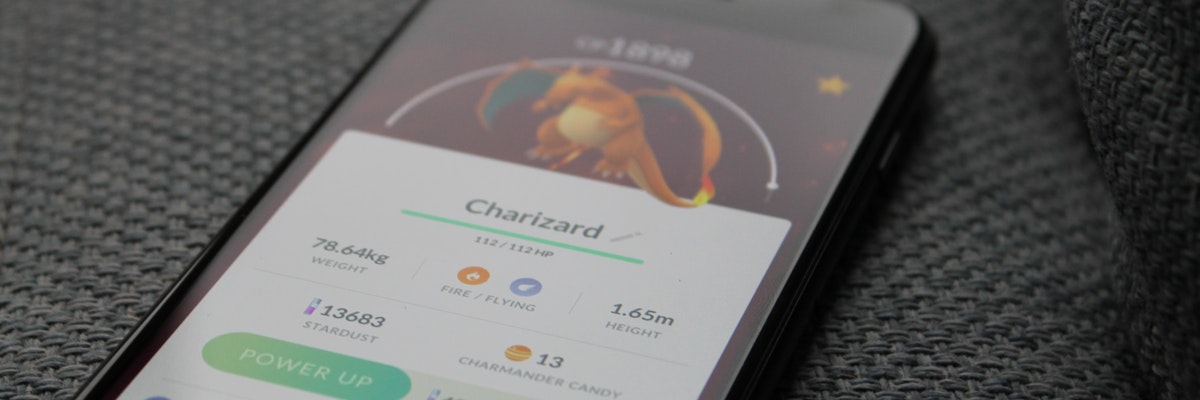 CP1898
Charizard
112 / 112 HP
78.64kg
WEIGHT
FIRE / FLYING
1.65m
HEIGHT
13683
STARDUST
13
CHARMANDER CANDY
POWER UP